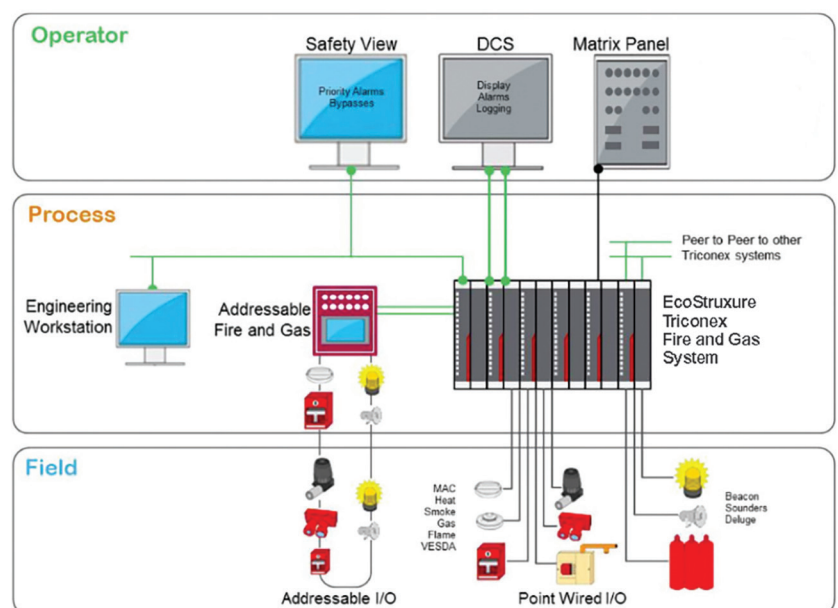 Operator
Safety View
DCS
Matrix Panel
Priority Alarms
Bypasses
Display
Alarms
Logging
Process
Peer to Peer to other
Triconex systems
Engineering
Workstation
Addressable
Fire and Gas
EcoStruxure
Triconex
Fire and Gas
System
Field
MAC
Heat
Smoke
Gas
Flame
VESDA
Beacon
Sounders
Deluge
Addressable I/O
Point Wired I/O